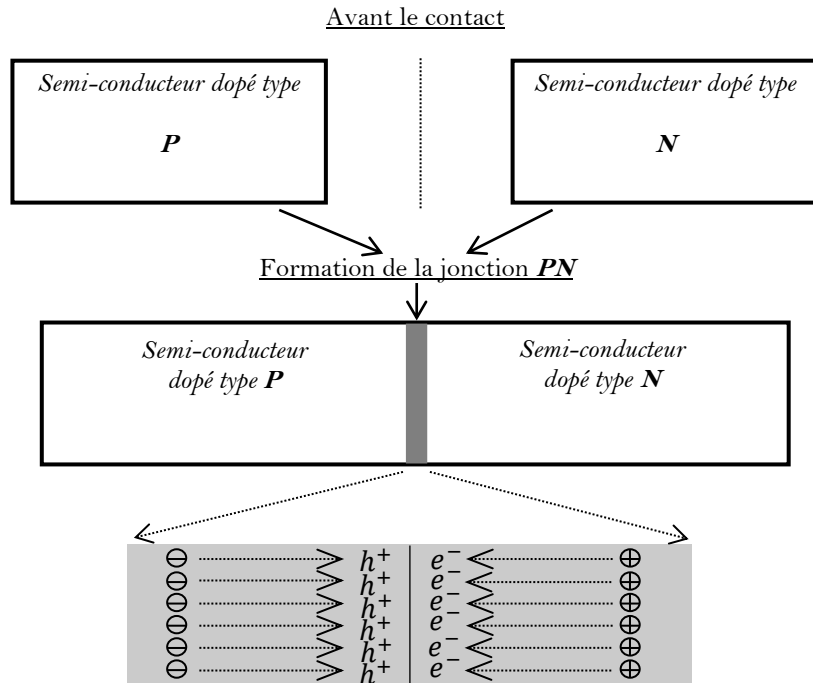 Avant le contact
Semi-conducteur dopé type
P
Semi-conducteur dopé type
N
Formation de la jonction PN
Semi-conducteur
dopé type P
Semi-conducteur
dopé type N
⊖ h⁺ e⁻ ⊕
⊖ h⁺ e⁻ ⊕
⊖ h⁺ e⁻ ⊕
⊖ h⁺ e⁻ ⊕
⊖ h⁺ e⁻ ⊕
⊖ h⁺ e⁻ ⊕